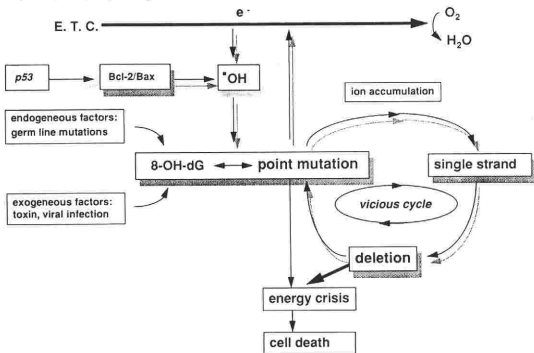 e⁻
E. T. C.
O₂
H₂O
p53
Bcl-2/Bax
•OH
ion accumulation
endogeneous factors:
germ line mutations
8-OH-dG
point mutation
single strand
exogeneous factors:
toxin, viral infection
vicious cycle
deletion
energy crisis
cell death